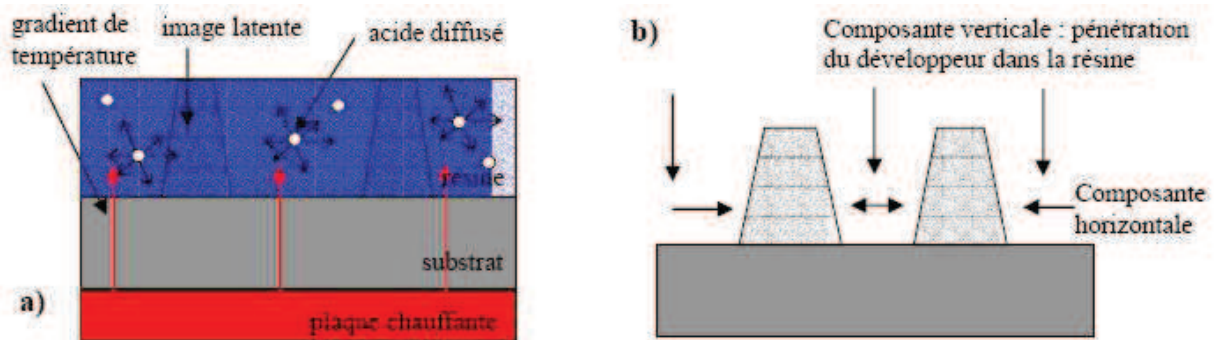 gradient de
température
image latente
acide diffusé
résine
substrat
plaque chauffante
a)
b)
Composante verticale : pénétration
du développeur dans la résine
Composante
horizontale